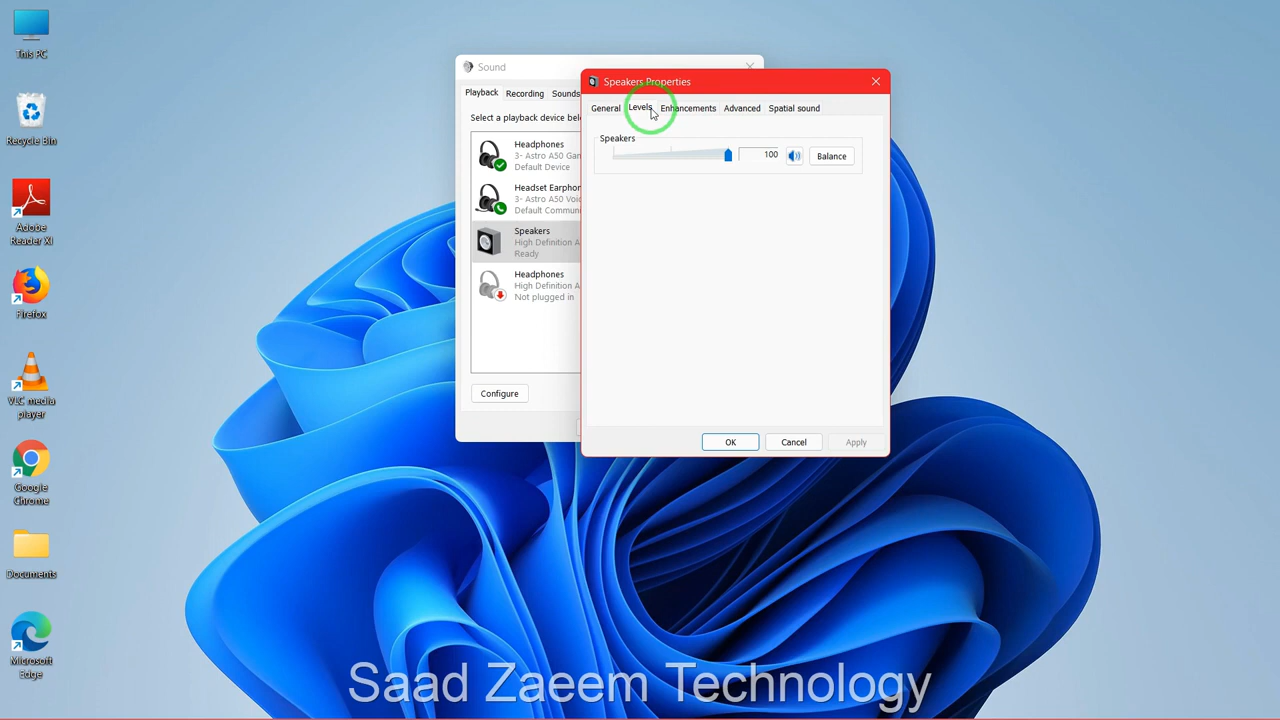 This PC
Recycle Bin
Adobe
Reader XI
Firefox
VLC media
player
Google
Chrome
Documents
Microsoft
Edge
Sound
Playback
Recording
Sounds
Select a playback device bel
Headphones
3- Astro A50 Gan
Default Device
Headset Earphon
3- Astro A50 Voic
Default Commun
Speakers
High Definition A
Ready
Headphones
High Definition A
Not plugged in
Configure
Speakers Properties
General
Levels
Enhancements
Advanced
Spatial sound
Speakers
100
Balance
OK
Cancel
Apply
Saad Zaeem Technology